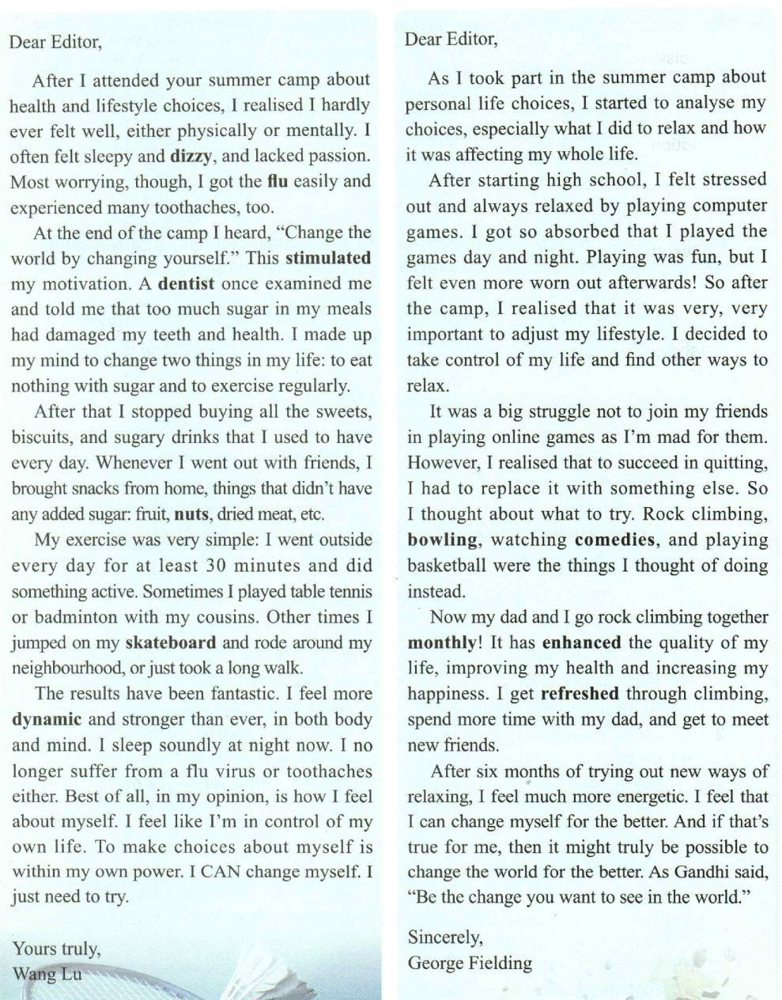 Dear Editor,
After I attended your summer camp about
health and lifestyle choices, I realised I hardly
ever felt well, either physically or mentally. I
often felt sleepy and dizzy, and lacked passion.
Most worrying, though, I got the flu easily and
experienced many toothaches, too.
At the end of the camp I heard, “Change the
world by changing yourself.” This stimulated
my motivation. A dentist once examined me
and told me that too much sugar in my meals
had damaged my teeth and health. I made up
my mind to change two things in my life: to eat
nothing with sugar and to exercise regularly.
After that I stopped buying all the sweets,
biscuits, and sugary drinks that I used to have
every day. Whenever I went out with friends, I
brought snacks from home, things that didn’t have
any added sugar: fruit, nuts, dried meat, etc.
My exercise was very simple: I went outside
every day for at least 30 minutes and did
something active. Sometimes I played table tennis
or badminton with my cousins. Other times I
jumped on my skateboard and rode around my
neighbourhood, or just took a long walk.
The results have been fantastic. I feel more
dynamic and stronger than ever, in both body
and mind. I sleep soundly at night now. I no
longer suffer from a flu virus or toothaches
either. Best of all, in my opinion, is how I feel
about myself. I feel like I’m in control of my
own life. To make choices about myself is
within my own power. I CAN change myself. I
just need to try.
Yours truly,
Wang Lu
Dear Editor,
As I took part in the summer camp about
personal life choices, I started to analyse my
choices, especially what I did to relax and how
it was affecting my whole life.
After starting high school, I felt stressed
out and always relaxed by playing computer
games. I got so absorbed that I played the
games day and night. Playing was fun, but I
felt even more worn out afterwards! So after
the camp, I realised that it was very, very
important to adjust my lifestyle. I decided to
take control of my life and find other ways to
relax.
It was a big struggle not to join my friends
in playing online games as I’m mad for them.
However, I realised that to succeed in quitting,
I had to replace it with something else. So
I thought about what to try. Rock climbing,
bowling, watching comedies, and playing
basketball were the things I thought of doing
instead.
Now my dad and I go rock climbing together
monthly! It has enhanced the quality of my
life, improving my health and increasing my
happiness. I get refreshed through climbing,
spend more time with my dad, and get to meet
new friends.
After six months of trying out new ways of
relaxing, I feel much more energetic. I feel that
I can change myself for the better. And if that’s
true for me, then it might truly be possible to
change the world for the better. As Gandhi said,
“Be the change you want to see in the world.”
Sincerely,
George Fielding